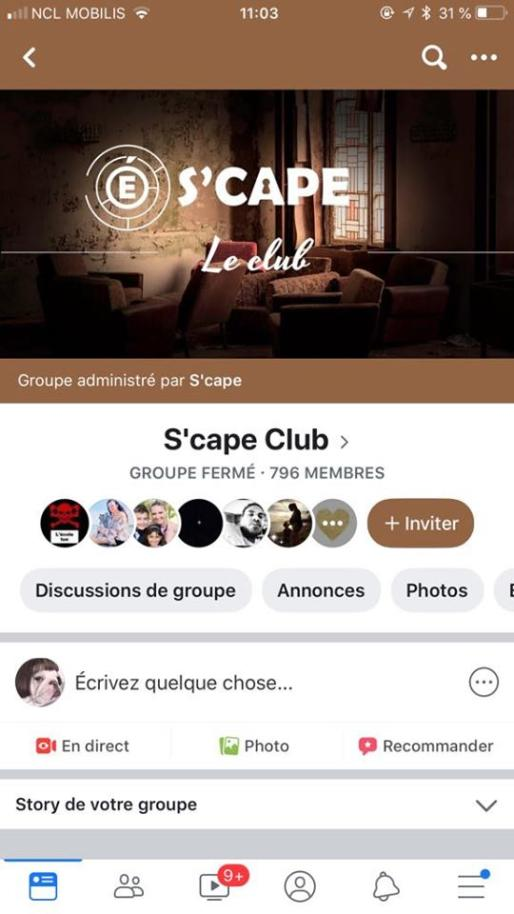 NCL MOBILIS 11:03 31 %
É S'CAPE
Le club
Groupe administré par S'cape
S'cape Club >
GROUPE FERMÉ · 796 MEMBRES
+ Inviter
Discussions de groupe Annonces Photos
Écrivez quelque chose...
En direct Photo Recommander
Story de votre groupe
9+